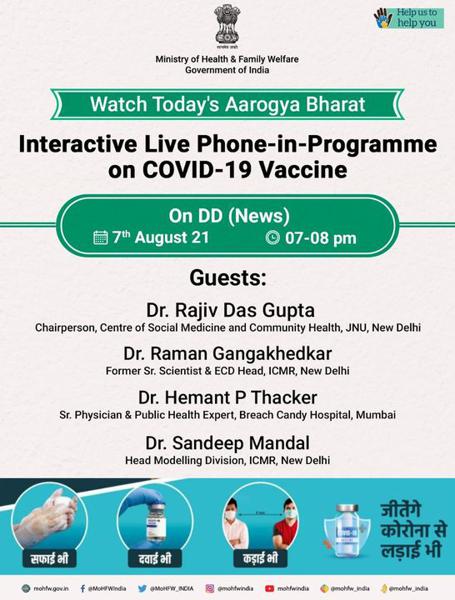 Help us to
help you
सत्यमेव जयते
Ministry of Health & Family Welfare
Government of India
Watch Today's Aarogya Bharat
Interactive Live Phone-in-Programme
on COVID-19 Vaccine
On DD (News)
7th August 21 07-08 pm
Guests:
Dr. Rajiv Das Gupta
Chairperson, Centre of Social Medicine and Community Health, JNU, New Delhi
Dr. Raman Gangakhedkar
Former Sr. Scientist & ECD Head, ICMR, New Delhi
Dr. Hemant P Thacker
Sr. Physician & Public Health Expert, Breach Candy Hospital, Mumbai
Dr. Sandeep Mandal
Head Modelling Division, ICMR, New Delhi
सफाई भी
दवाई भी
कड़ाई भी
जीतेंगे
कोरोना से
लड़ाई भी
mohfw.gov.in @MoHFWIndia @MoHFW_INDIA @mohfwindia mohfwindia mohfw_india mohfw_india